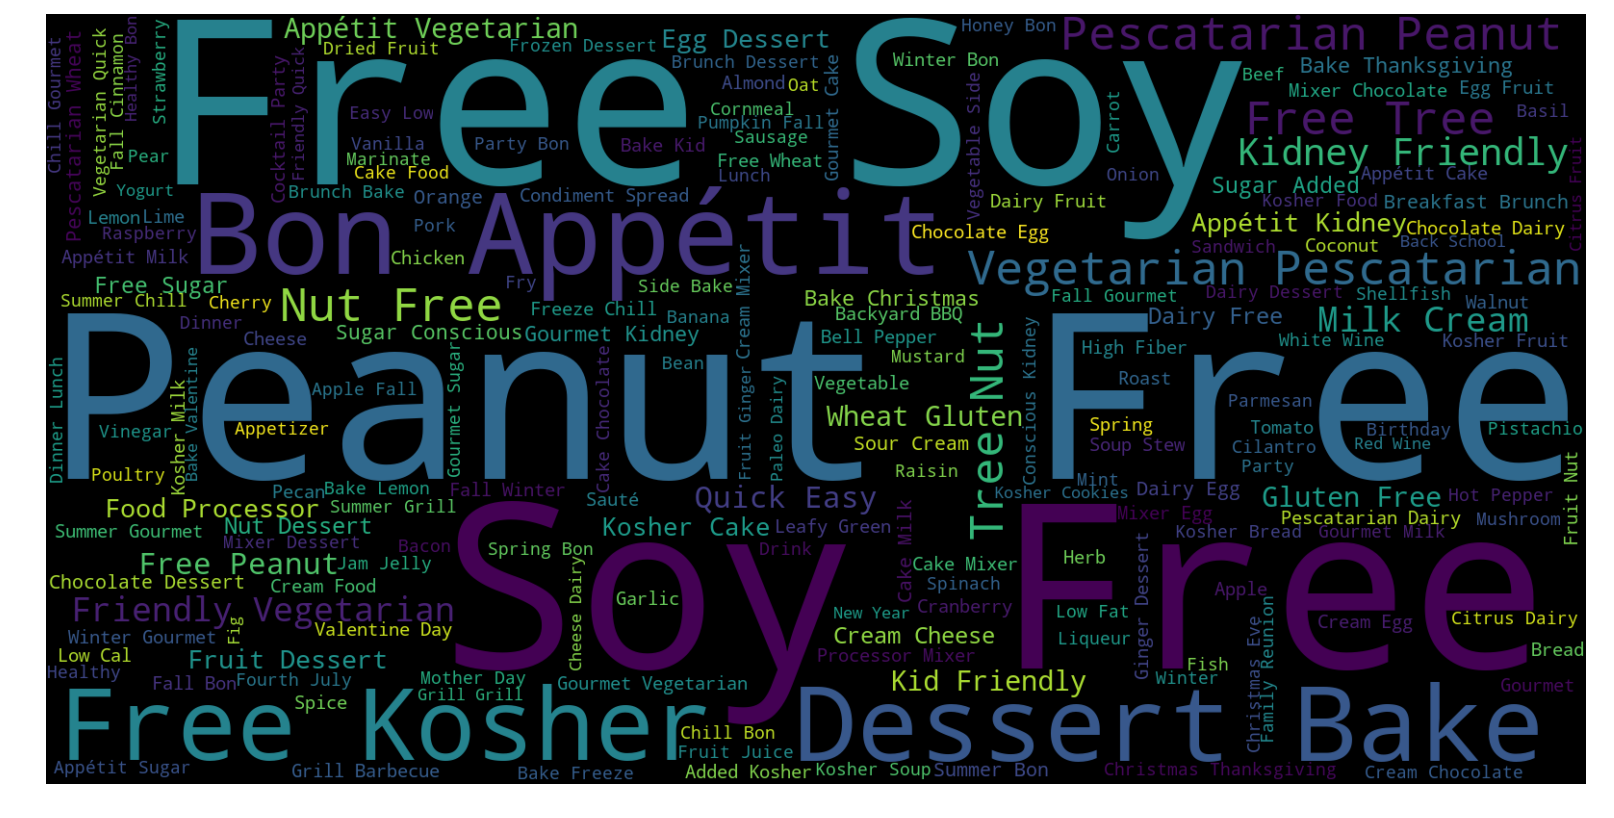 Free Soy
Peanut Free
Soy Free
Bon Appétit
Free Kosher
Dessert Bake
Appétit Vegetarian
Dried Fruit
Frozen Dessert
Egg Dessert
Brunch Dessert
Almond
Oat
Honey Bon
Winter Bon
Pescatarian Peanut
Beef
Bake Thanksgiving
Mixer Chocolate
Egg Fruit
Basil
Free Tree
Kidney Friendly
Chill Gourmet
Pescatarian Wheat
Vegetarian Quick
Fall Cinnamon
Healthy Bon
Strawberry
Pear
Yogurt
Cocktail Party
Friendly Quick
Easy Low
Vanilla
Marinate
Cake Food
Party Bon
Bake Kid
Cornmeal
Pumpkin Fall
Sausage
Free Wheat
Lunch
Gourmet Cake
Vegetable Side
Carrot
Onion
Sugar Added
Appétit Cake
Kosher Food
Breakfast Brunch
Citrus Fruit
Brunch Bake
Orange
Condiment Spread
Dairy Fruit
Lemon
Lime
Raspberry
Pork
Appétit Milk
Chicken
Chocolate Egg
Appétit Kidney
Chocolate Dairy
Sandwich
Coconut
Back School
Vegetarian Pescatarian
Free Sugar
Summer Chill
Cherry
Nut Free
Fry
Side Bake
Freeze Chill
Banana
Bake Christmas
Backyard BBQ
Fall Gourmet
Dairy Dessert
Shellfish
Walnut
Dinner
Cheese
Sugar Conscious
Gourmet Kidney
Fruit Ginger
Cream Mixer
Bell Pepper
Mustard
Tree Nut
Conscious Kidney
Dairy Free
Milk Cream
High Fiber
White Wine
Kosher Fruit
Dinner Lunch
Kosher Milk
Bake Valentine
Apple Fall
Gourmet Sugar
Cake Chocolate
Bean
Paleo Dairy
Vegetable
Roast
Parmesan
Vinegar
Appetizer
Wheat Gluten
Spring
Tomato
Birthday
Pistachio
Poultry
Sour Cream
Soup Stew
Cilantro
Red Wine
Raisin
Party
Pecan
Bake Lemon
Fall Winter
Sauté
Quick Easy
Kosher Cookies
Mint
Dairy Egg
Gluten Free
Hot Pepper
Fruit Nut
Food Processor
Summer Grill
Mixer Egg
Pescatarian Dairy
Mushroom
Summer Gourmet
Nut Dessert
Kosher Cake
Leafy Green
Kosher Bread
Gourmet Milk
Mixer Dessert
Bacon
Spring Bon
Drink
Cake Milk
Herb
Free Peanut
Jam Jelly
Cake Mixer
Chocolate Dessert
Cream Food
Spinach
Apple
Friendly Vegetarian
Garlic
Cheese Dairy
New Year
Cranberry
Low Fat
Ginger Dessert
Cream Egg
Citrus Dairy
Winter Gourmet
Fig
Valentine Day
Cream Cheese
Liqueur
Christmas Eve
Family Reunion
Low Cal
Fruit Dessert
Processor Mixer
Fish
Bread
Healthy
Fall Bon
Fourth July
Mother Day
Gourmet Vegetarian
Kid Friendly
Winter
Gourmet
Spice
Grill Grill
Chill Bon
Fruit Juice
Appétit Sugar
Grill Barbecue
Bake Freeze
Added Kosher
Kosher Soup
Summer Bon
Christmas Thanksgiving
Cream Chocolate